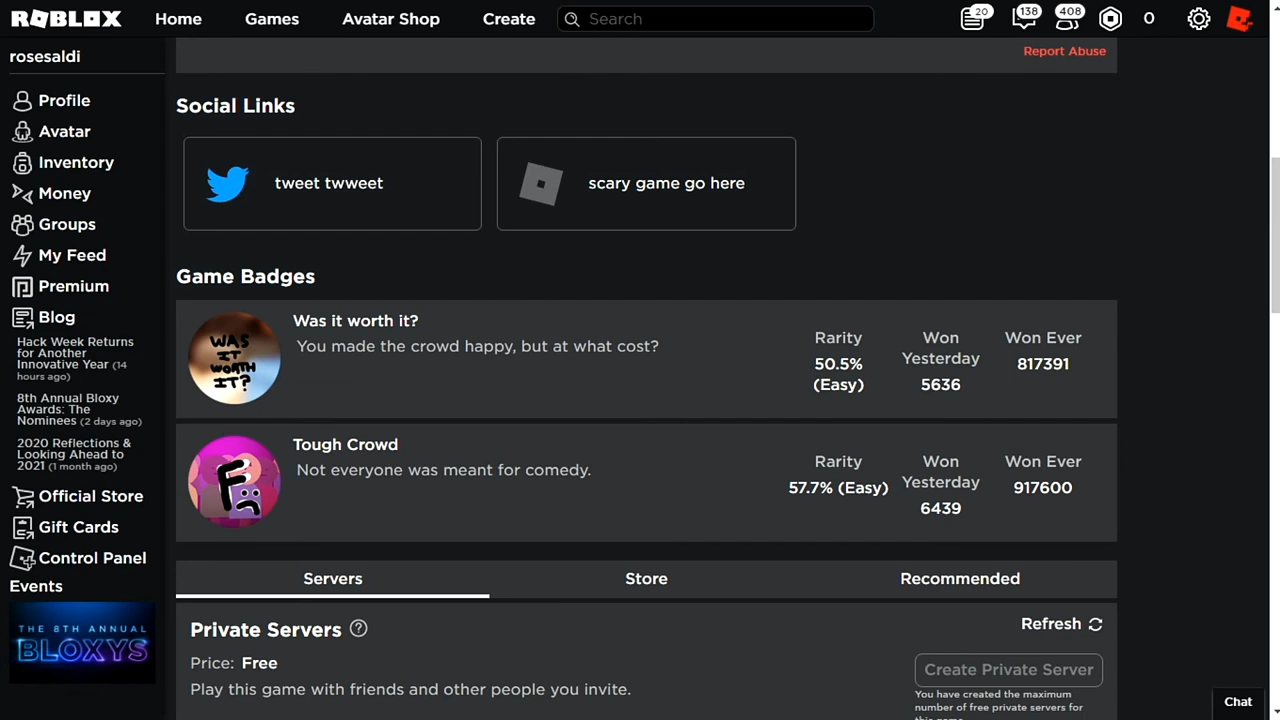 ROBLOX Home Games Avatar Shop Create Search 20 138 408 0
rosesaldi
Profile
Avatar
Inventory
Money
Groups
My Feed
Premium
Blog
Hack Week Returns
for Another
Innovative Year (14
hours ago)
8th Annual Bloxy
Awards: The
Nominees (2 days ago)
2020 Reflections &
Looking Ahead to
2021 (1 month ago)
Official Store
Gift Cards
Control Panel
Events
THE 8TH ANNUAL
BLOXYS
Report Abuse
Social Links
tweet twweet
scary game go here
Game Badges
WAS
IT
WORTH
IT?
Was it worth it?
You made the crowd happy, but at what cost?
Rarity
50.5%
(Easy)
Won
Yesterday
5636
Won Ever
817391
F
Tough Crowd
Not everyone was meant for comedy.
Rarity
57.7% (Easy)
Won
Yesterday
6439
Won Ever
917600
Servers Store Recommended
Private Servers ?
Refresh
Price: Free
Play this game with friends and other people you invite.
Create Private Server
You have created the maximum
number of free private servers for
Chat